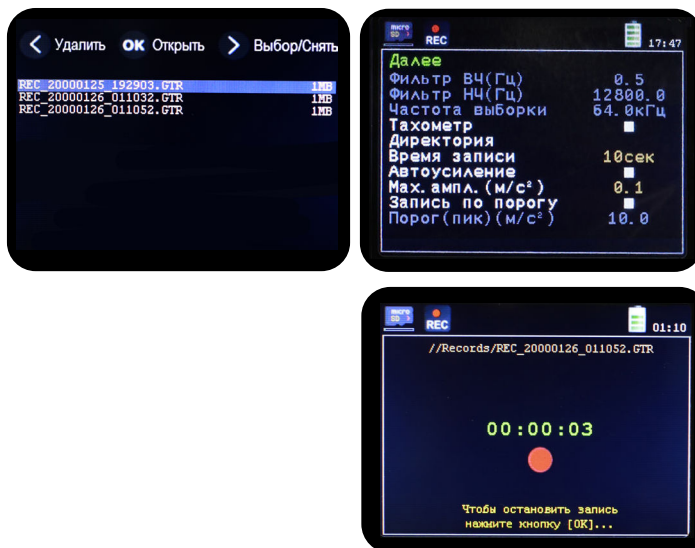 Удалить OK Открыть Выбор/Снять
REC_20000125_192903.GTR 1MB
REC_20000126_011032.GTR 1MB
REC_20000126_011052.GTR 1MB
micro SD REC 17:47
Далее
Фильтр ВЧ(Гц) 0.5
Фильтр НЧ(Гц) 12800.0
Частота выборки 64.0кГц
Тахометр
Директория
Время записи 10сек
Автоусиление
Мах.ампл.(м/с²) 0.1
Запись по порогу
Порог(пик)(м/с²) 10.0
micro SD REC 01:10
//Records/REC_20000126_011052.GTR
00:00:03
Чтобы остановить запись
нажмите кнопку [OK]...